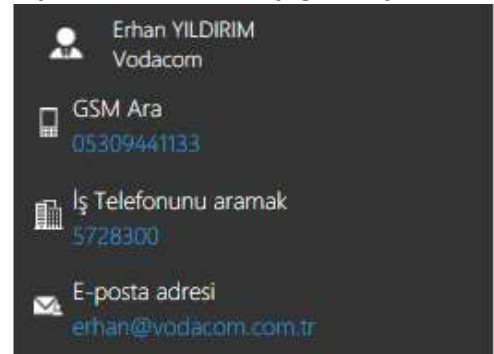 Erhan YILDIRIM
Vodacom
GSM Ara
05309441133
İş Telefonunu aramak
5728300
E-posta adresi
erhan@vodacom.com.tr